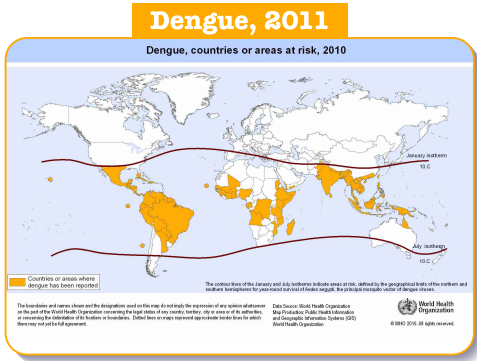 Dengue, 2011
Dengue, countries or areas at risk, 2010
January isotherm
10.C
July isotherm
10.C
Countries or areas where
dengue has been reported
The contour lines of the January and July isotherms indicate areas at risk, defined by the geographical limits of the northern and
southern hemispheres for year-round survival of Aedes aegypti, the principal mosquito vector of dengue viruses.
The boundaries and names shown and the designations used on this map do not imply the expression of any opinion whatsoever
on the part of the World Health Organization concerning the legal status of any country, territory, city or area or of its authorities,
or concerning the delimitation of its frontiers or boundaries. Dotted lines on maps represent approximate border lines for which
there may not yet be full agreement.
Data Source: World Health Organization
Map Production: Public Health Information
and Geographic Information Systems (GIS)
World Health Organization
World Health
Organization
© WHO 2010. All rights reserved.